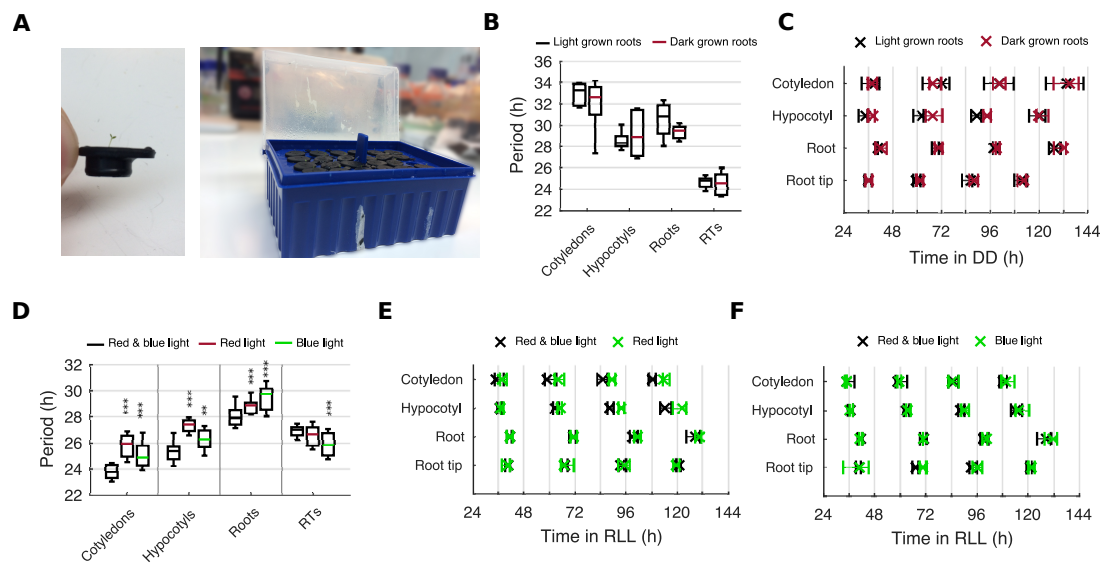 A
B
Light grown roots
Dark grown roots
Period (h)
36
34
32
30
28
26
24
22
Cotyledons
Hypocotyls
Roots
RTs
C
Light grown roots
Dark grown roots
Cotyledon
Hypocotyl
Root
Root tip
24 48 96 72 120 144
Time in DD (h)
D
Red & blue light
Red light
Blue light
Period (h)
32
30
28
26
24
22
***
***
***
**
***
***
***
Cotyledons
Hypocotyls
Roots
RTs
E
Red & blue light
Red light
Cotyledon
Hypocotyl
Root
Root tip
24 48 72 96 120 144
Time in RLL (h)
F
Red & blue light
Blue light
Cotyledon
Hypocotyl
Root
Root tip
24 48 72 96 120 144
Time in RLL (h)